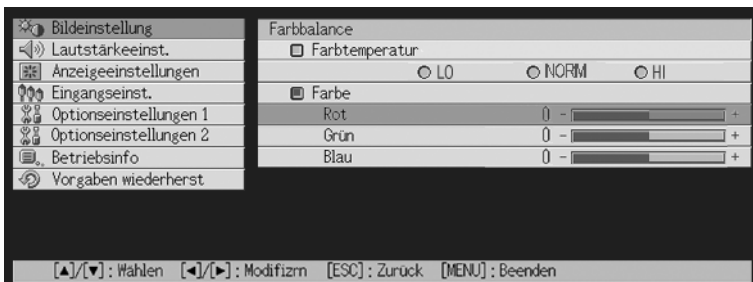 Bildeinstellung
Lautstärkeeinst.
Anzeigeeinstellungen
Eingangseinst.
Optionseinstellungen 1
Optionseinstellungen 2
Betriebsinfo
Vorgaben wiederherst
Farbbalance
Farbtemperatur
LO NORM HI
Farbe
Rot 0 - +
Grün 0 - +
Blau 0 - +
[▲]/[▼] : Wählen [◄]/[►] : Modifizrn [ESC] : Zurück [MENU] : Beenden